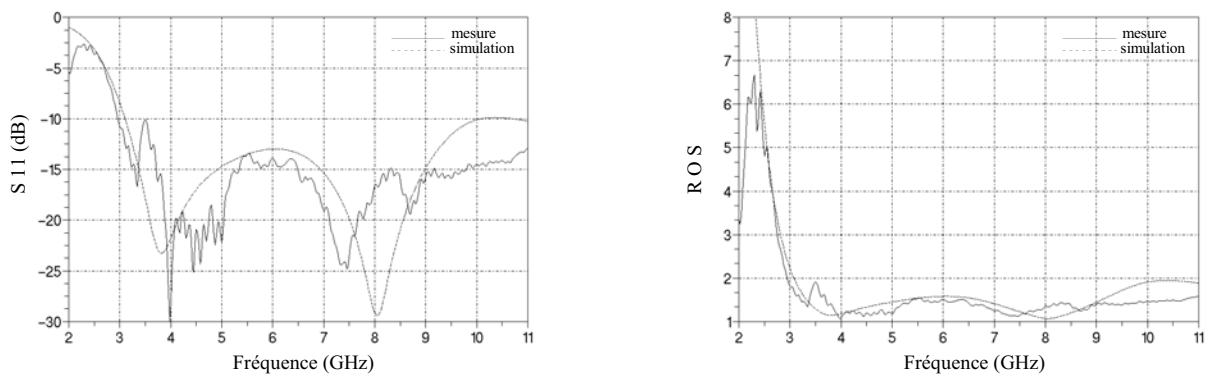 0
-5
-10
-15
-20
-25
-30
S 11 (dB)
mesure
simulation
2 3 4 5 6 7 8 9 10 11
Fréquence (GHz)
8
7
6
5
4
3
2
1
R O S
mesure
simulation
2 3 4 5 6 7 8 9 10 11
Fréquence (GHz)